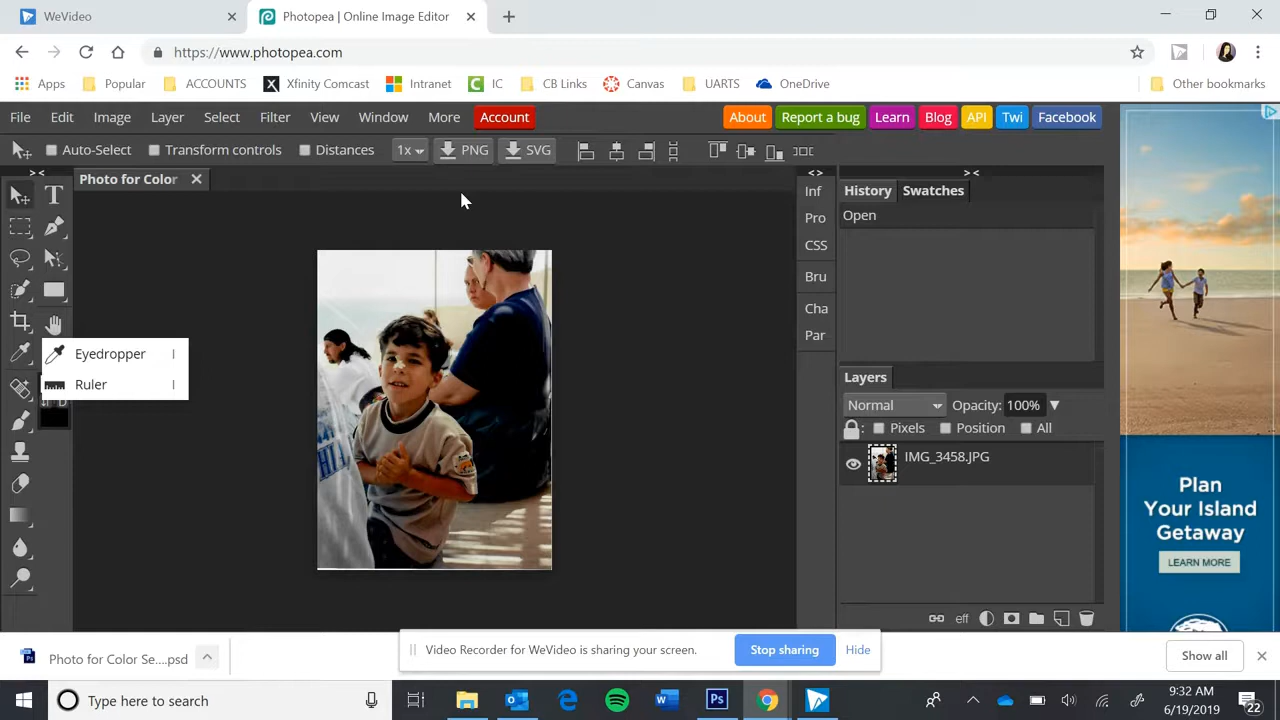 WeVideo
Photopea | Online Image Editor
https://www.photopea.com
Apps
Popular
ACCOUNTS
Xfinity Comcast
Intranet
IC
CB Links
Canvas
UARTS
OneDrive
Other bookmarks
File Edit Image Layer Select Filter View Window More Account
About Report a bug Learn Blog API Twi Facebook
Auto-Select Transform controls Distances 1x PNG SVG
Photo for Color
History Swatches
Open
Inf
Pro
CSS
Bru
Cha
Par
Eyedropper I
Ruler I
D
Layers
Normal Opacity: 100%
Pixels Position All
IMG_3458.JPG
eff
Plan
Your Island
Getaway
LEARN MORE
Photo for Color Se....psd
Video Recorder for WeVideo is sharing your screen. Stop sharing Hide
Show all
Type here to search
9:32 AM
6/19/2019
22